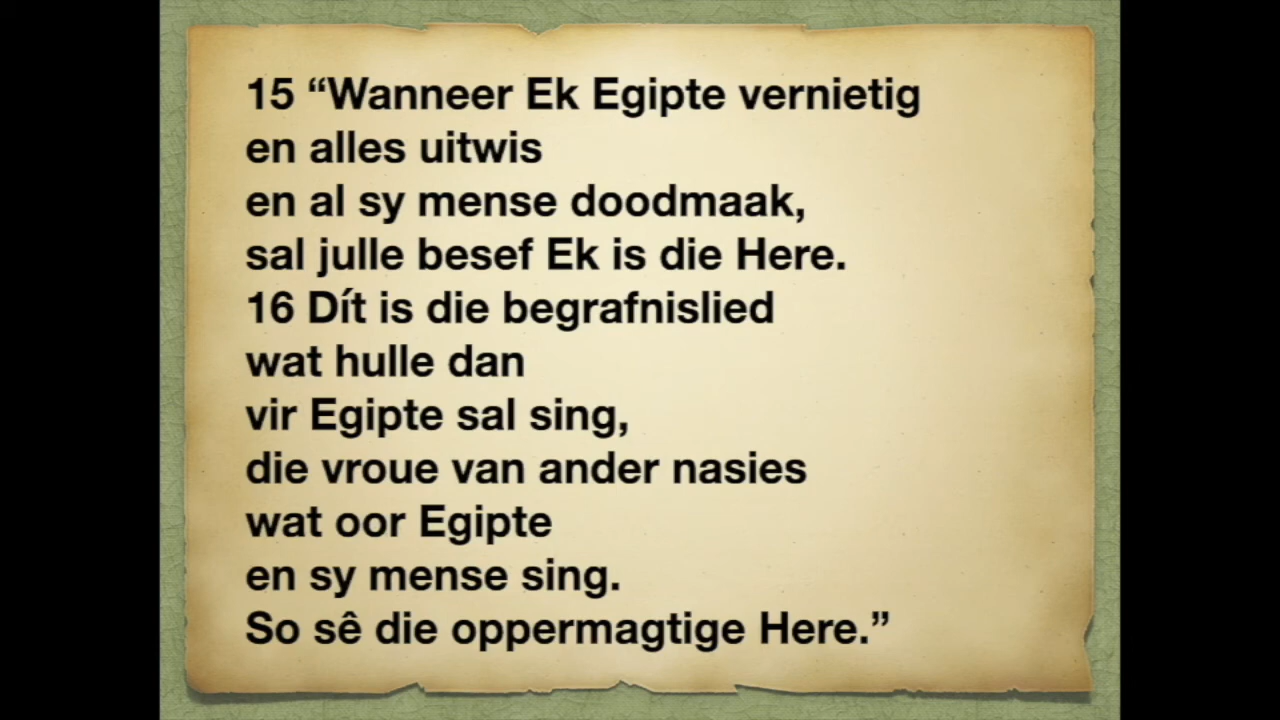 15 “Wanneer Ek Egipte vernietig
en alles uitwis
en al sy mense doodmaak,
sal julle besef Ek is die Here.
16 Dít is die begrafnislied
wat hulle dan
vir Egipte sal sing,
die vroue van ander nasies
wat oor Egipte
en sy mense sing.
So sê die oppermagtige Here.”